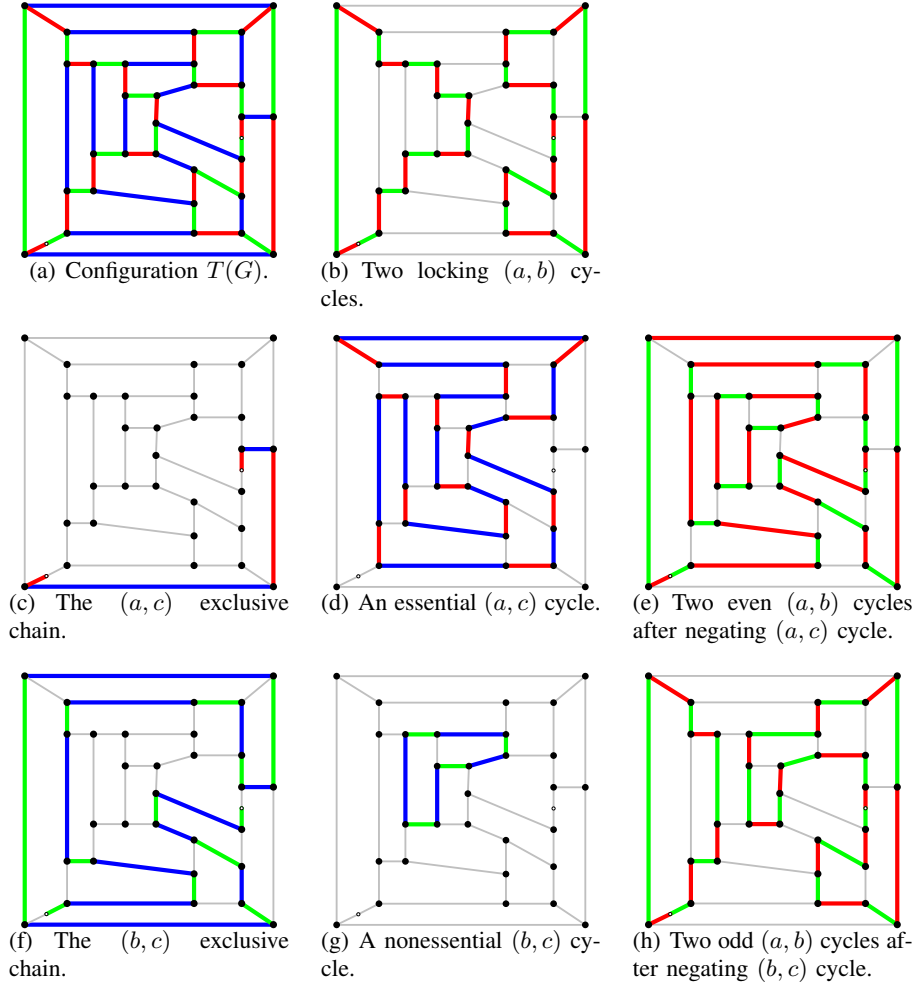 (a) Configuration T(G).
(b) Two locking (a, b) cy-
cles.
(c) The (a, c) exclusive
chain.
(d) An essential (a, c) cycle.
(e) Two even (a, b) cycles
after negating (a, c) cycle.
(f) The (b, c) exclusive
chain.
(g) A nonessential (b, c) cy-
cle.
(h) Two odd (a, b) cycles af-
ter negating (b, c) cycle.